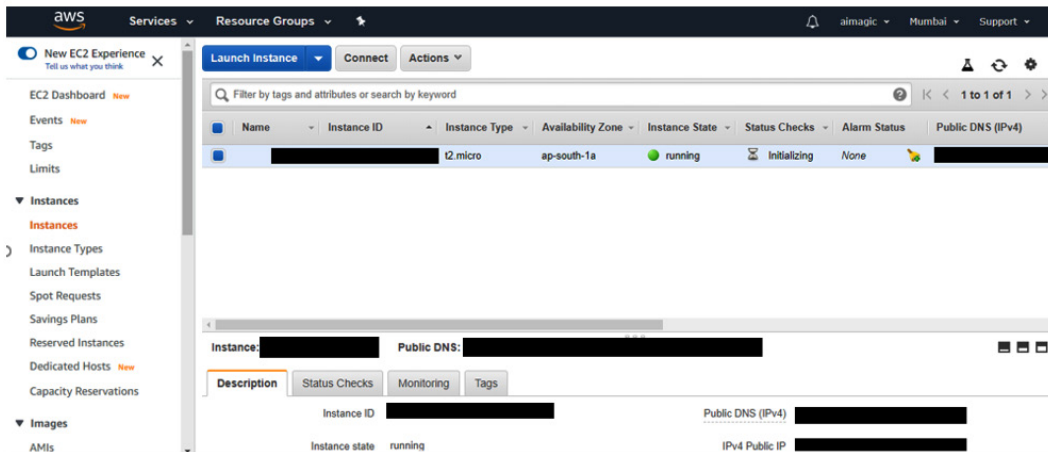 aws Services Resource Groups aimagic Mumbai Support
New EC2 Experience
Tell us what you think
EC2 Dashboard New
Events New
Tags
Limits
Instances
Instances
Instance Types
Launch Templates
Spot Requests
Savings Plans
Reserved Instances
Dedicated Hosts New
Capacity Reservations
Images
AMIs
Launch Instance Connect Actions
Filter by tags and attributes or search by keyword 1 to 1 of 1
Name Instance ID Instance Type Availability Zone Instance State Status Checks Alarm Status Public DNS (IPv4)
t2.micro ap-south-1a running Initializing None
Instance: Public DNS:
Description Status Checks Monitoring Tags
Instance ID Public DNS (IPv4)
Instance state running IPv4 Public IP